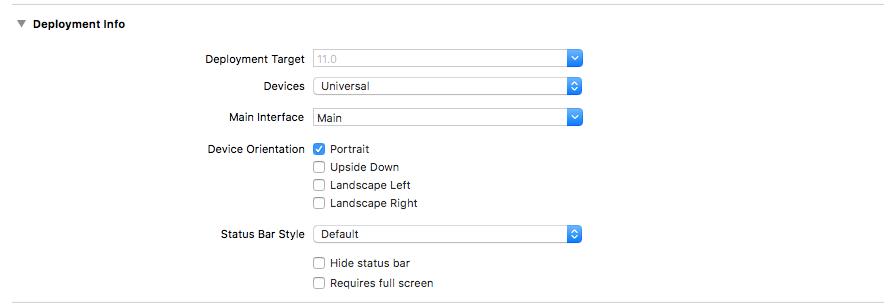 Deployment Info
Deployment Target 11.0
Devices Universal
Main Interface Main
Device Orientation Portrait
Upside Down
Landscape Left
Landscape Right
Status Bar Style Default
Hide status bar
Requires full screen